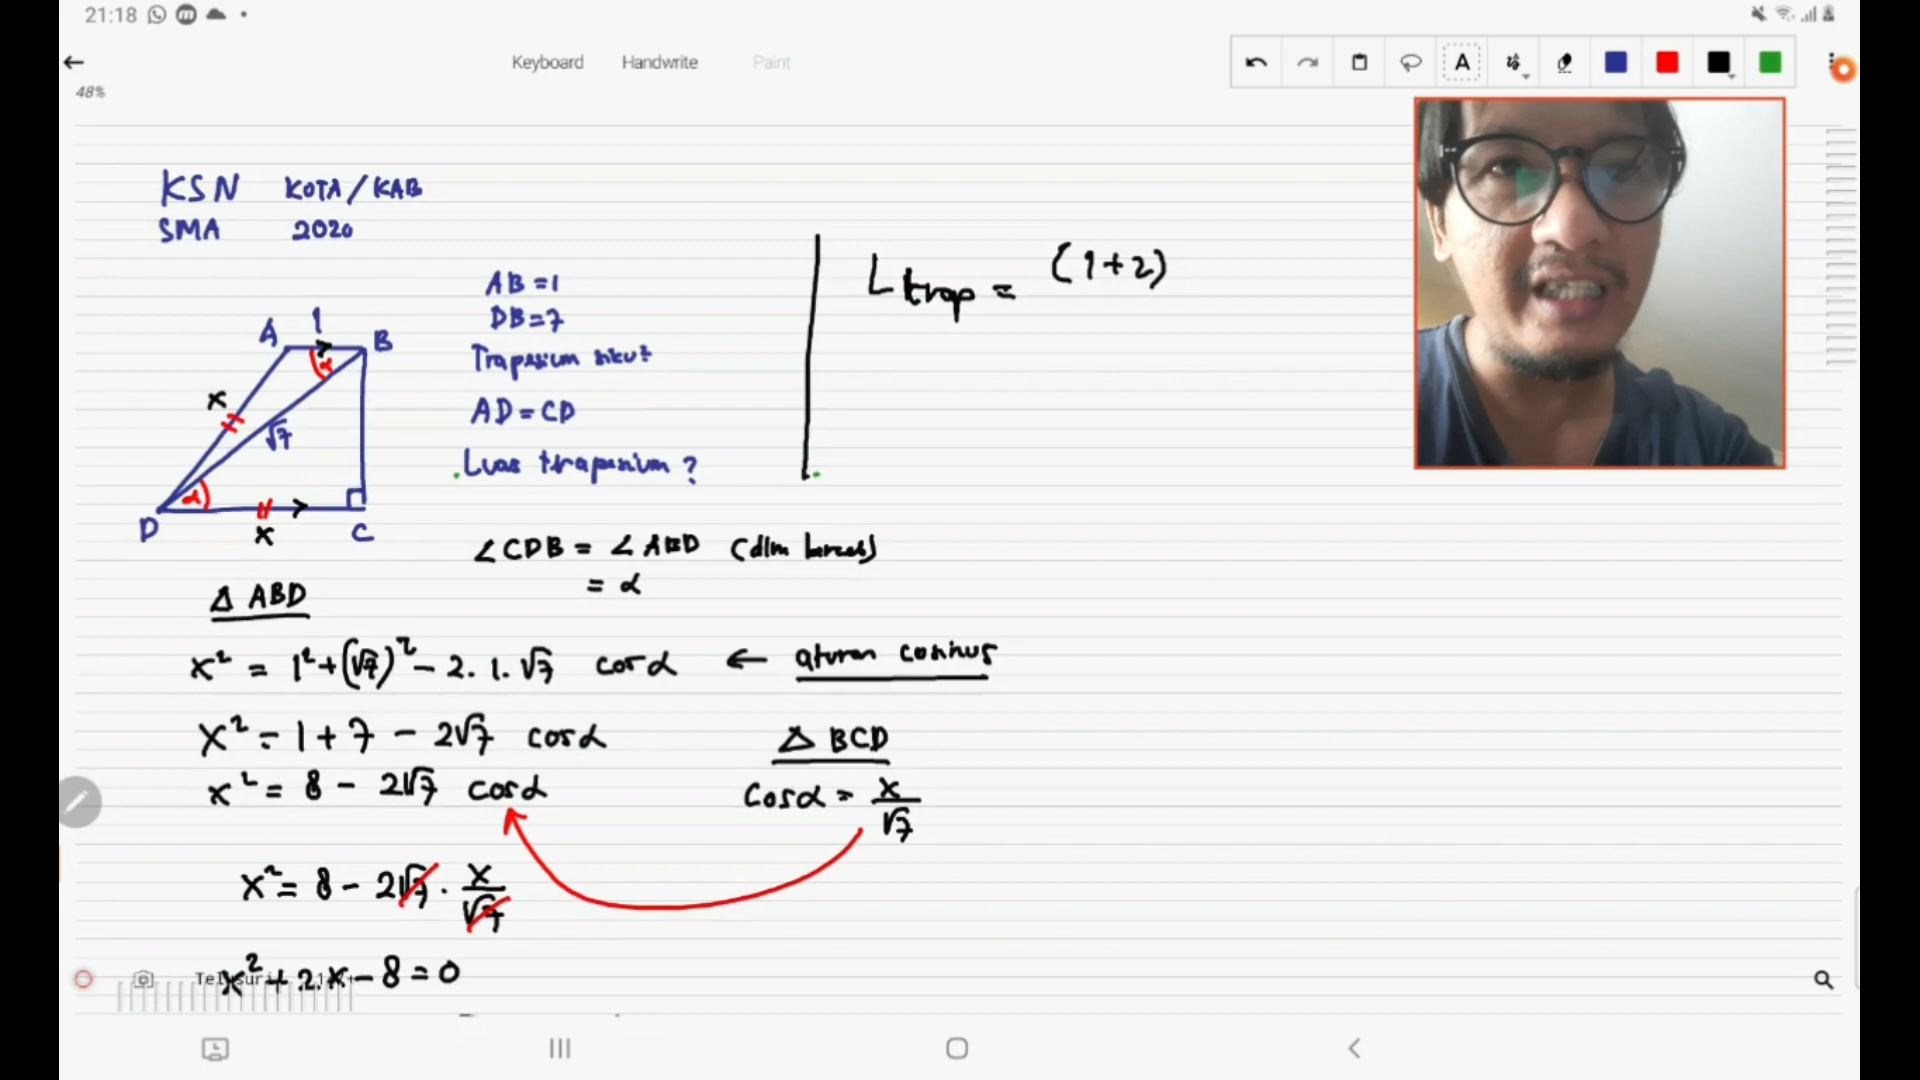 21:18
Keyboard Handwrite Paint
A
48%
KSN KOTA/KAB
SMA 2020
AB = 1
DB = 7
Trapesium siku²
AD = CD
Luas trapesium ?
L trap = (1+2)
A 1 B
x √7
α
α
D x C
∠CDB = ∠ABD (dlm
= α
Δ ABD
x² = 1² + (√7)² - 2. 1. √7 cos α ← aturan cosinus
x² = 1 + 7 - 2√7 cos α
x² = 8 - 2√7 cos α
Δ BCD
cos α = x/√7
x² = 8 - 2√7 · x/√7
x² + 2x - 8 = 0